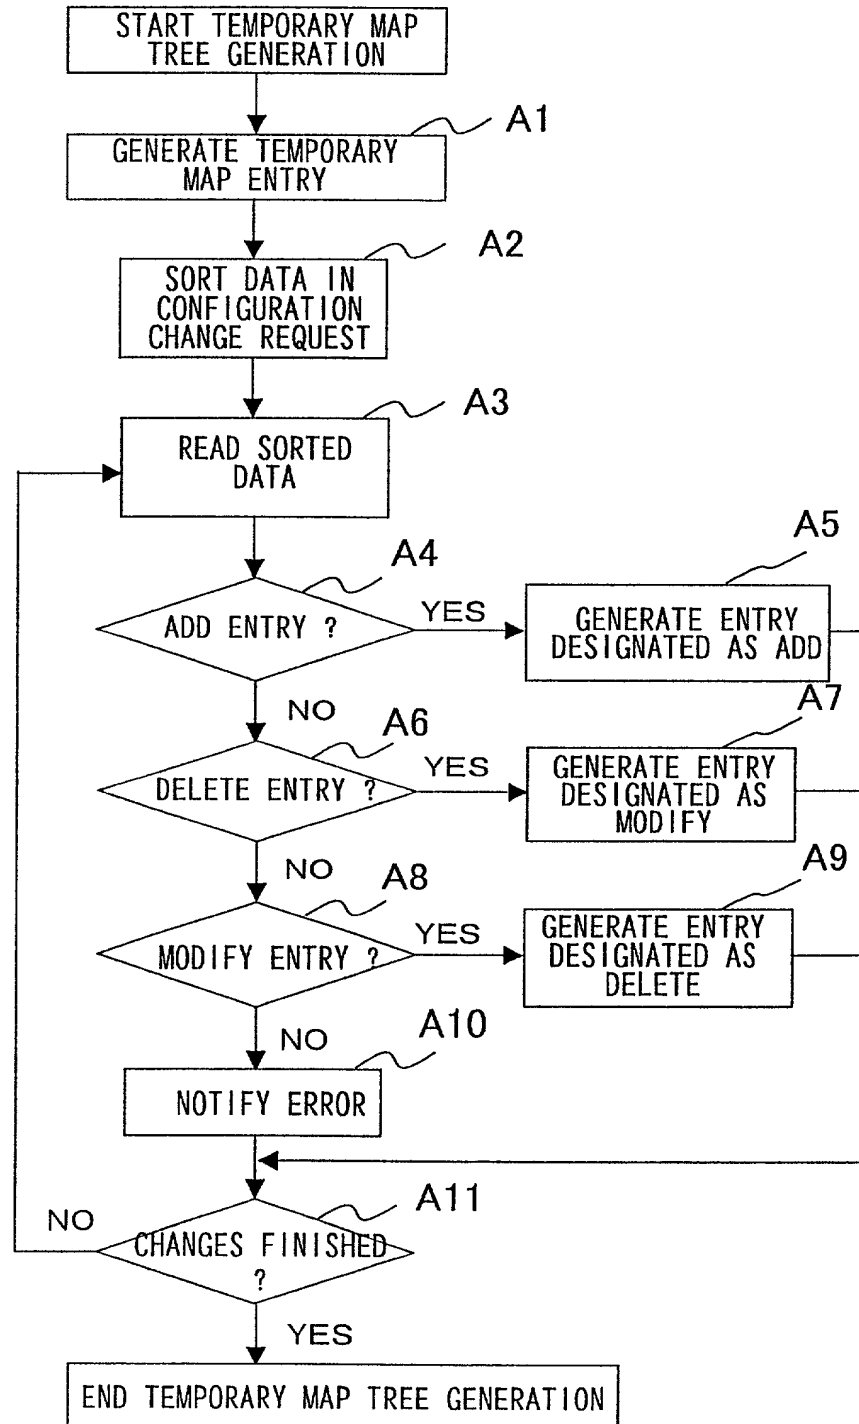 START TEMPORARY MAP
TREE GENERATION
A1
GENERATE TEMPORARY
MAP ENTRY
A2
SORT DATA IN
CONFIGURATION
CHANGE REQUEST
A3
READ SORTED
DATA
A4
ADD ENTRY ?
YES
A5
GENERATE ENTRY
DESIGNATED AS ADD
NO
A6
DELETE ENTRY ?
YES
A7
GENERATE ENTRY
DESIGNATED AS
MODIFY
NO
A8
MODIFY ENTRY ?
YES
A9
GENERATE ENTRY
DESIGNATED AS
DELETE
NO
A10
NOTIFY ERROR
A11
NO
CHANGES FINISHED
?
YES
END TEMPORARY MAP TREE GENERATION